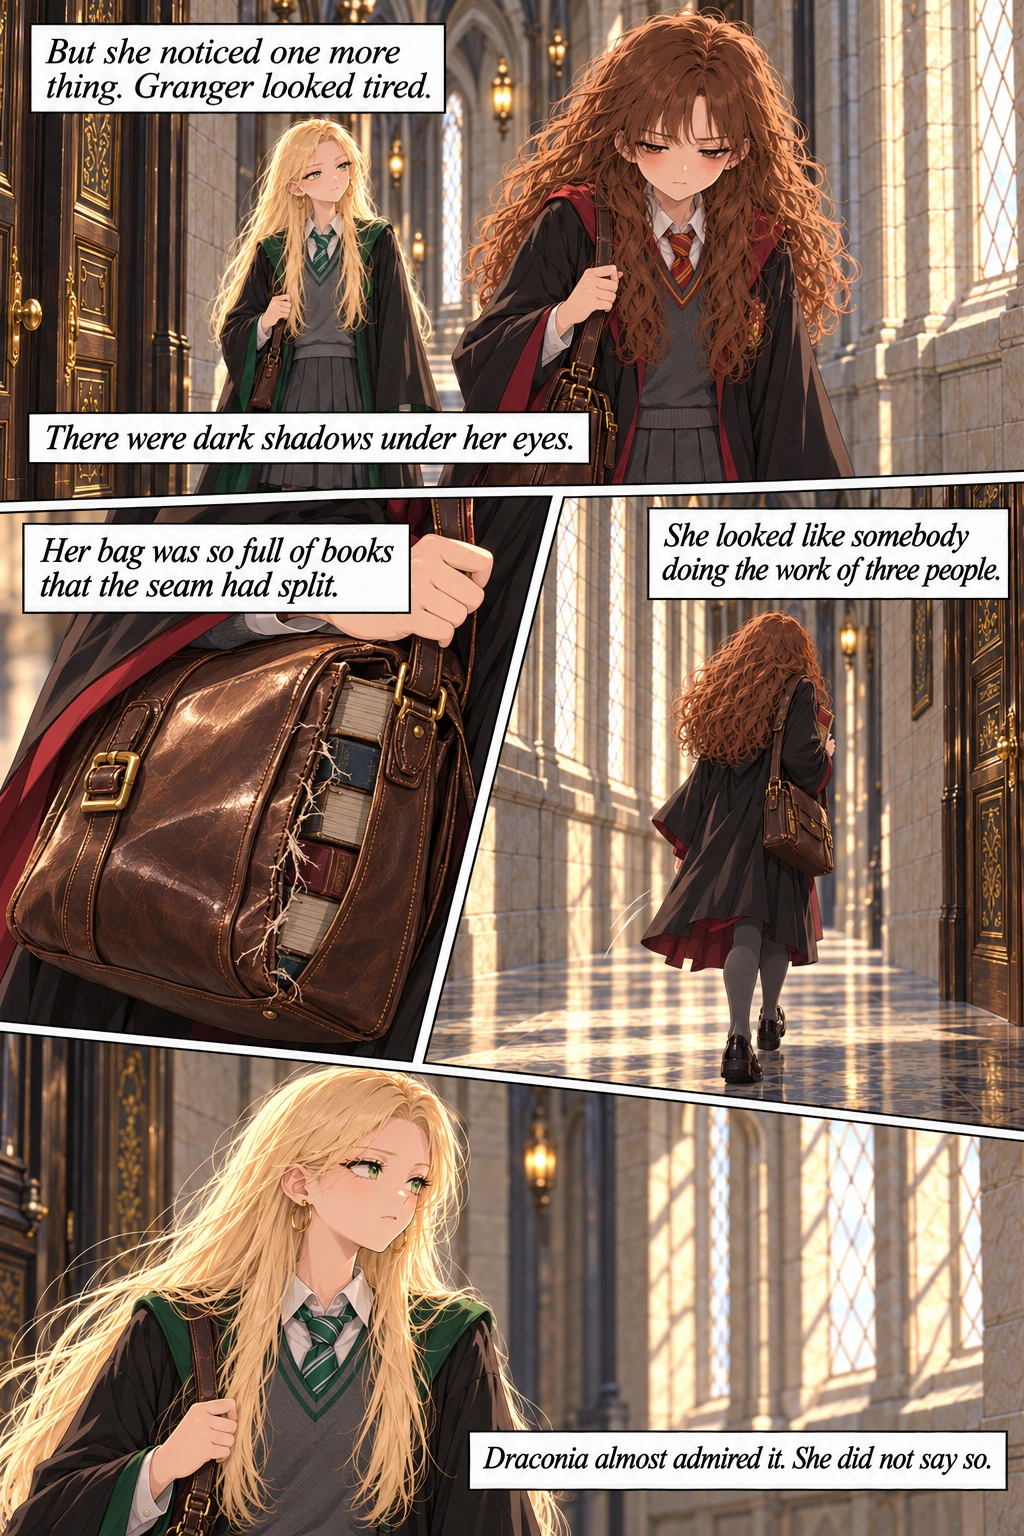 But she noticed one more
thing. Granger looked tired.
There were dark shadows under her eyes.
Her bag was so full of books
that the seam had split.
She looked like somebody
doing the work of three people.
Draconia almost admired it. She did not say so.